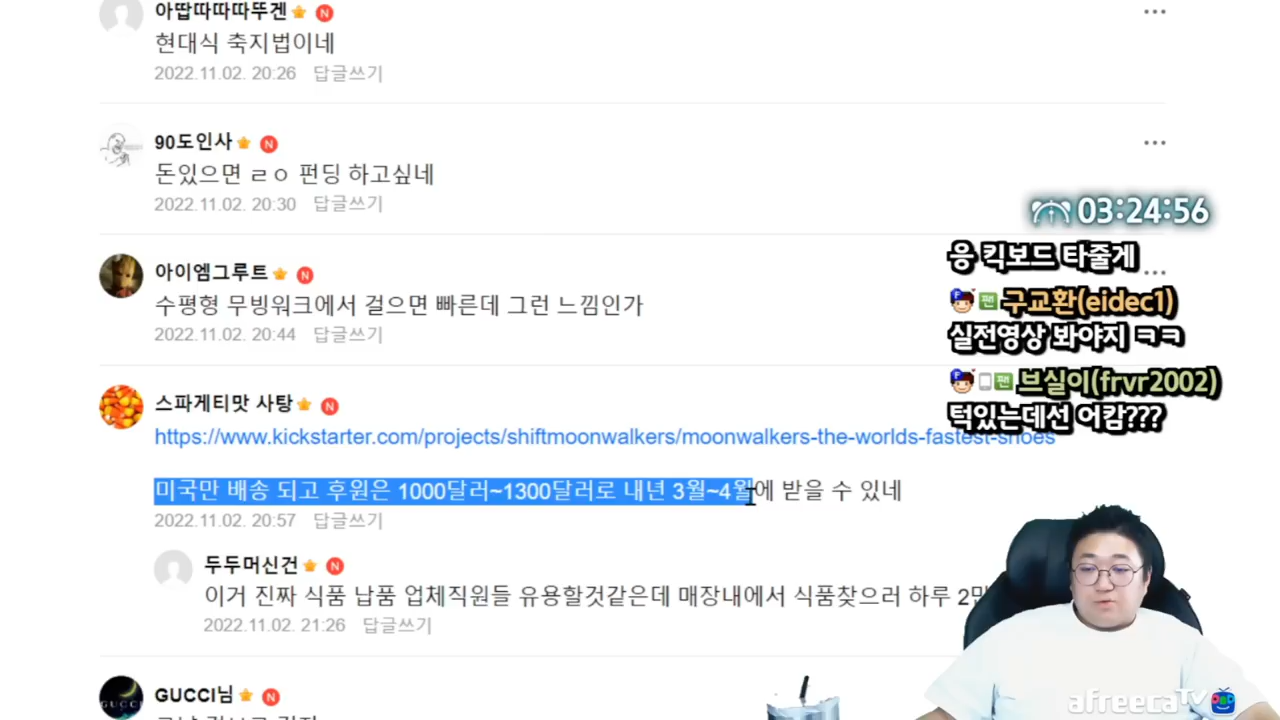 아땁따따따뚜겐 N
현대식 축지법이네
2022.11.02. 20:26 답글쓰기
90도인사 N
돈있으면 ㄹㅇ 펀딩 하고싶네
2022.11.02. 20:30 답글쓰기
03:24:56
응 킥보드 타줄게
아이엠그루트 N
수평형 무빙워크에서 걸으면 빠른데 그런 느낌인가
2022.11.02. 20:44 답글쓰기
F 팬 구교환(eidec1)
실전영상 봐야지 ㅋㅋ
F 팬 브실이(frvr2002)
턱있는데선 어캄???
스파게티맛 사탕 N
https://www.kickstarter.com/projects/shiftmoonwalkers/moonwalkers-the-worlds-fastest-shoes
미국만 배송 되고 후원은 1000달러~1300달러로 내년 3월~4월에 받을 수 있네
2022.11.02. 20:57 답글쓰기
두두머신건 N
이거 진짜 식품 납품 업체직원들 유용할것같은데 매장내에서 식품찾으러 하루
2022.11.02. 21:26 답글쓰기
GUCCI님 N
GUCCI
afreecaTV